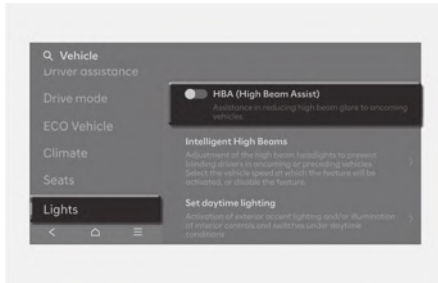 Vehicle
Driver assistance
Drive mode
ECO Vehicle
Climate
Seats
Lights
HBA (High Beam Assist)
Assistance in reducing high beam glare to oncoming
vehicles.
Intelligent High Beams
Adjustment of the high beam headlights to prevent
blinding drivers in oncoming or preceding vehicles.
Select the vehicle speed at which the feature will be
activated, or disable the feature.
Set daytime lighting
Activation of exterior accent lighting and/or illumination
of interior controls and switches under daytime
conditions